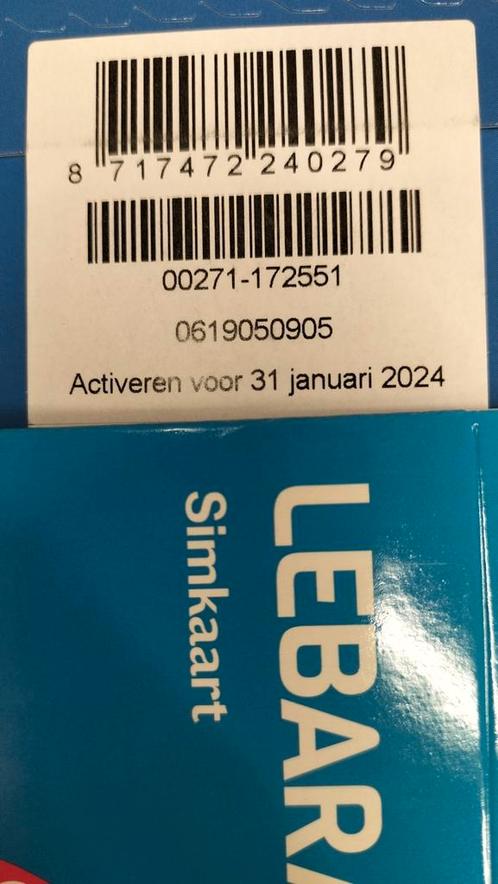 8 717472 240279
00271-172551
0619050905
Activeren voor 31 januari 2024
LEBARA
Simkaart